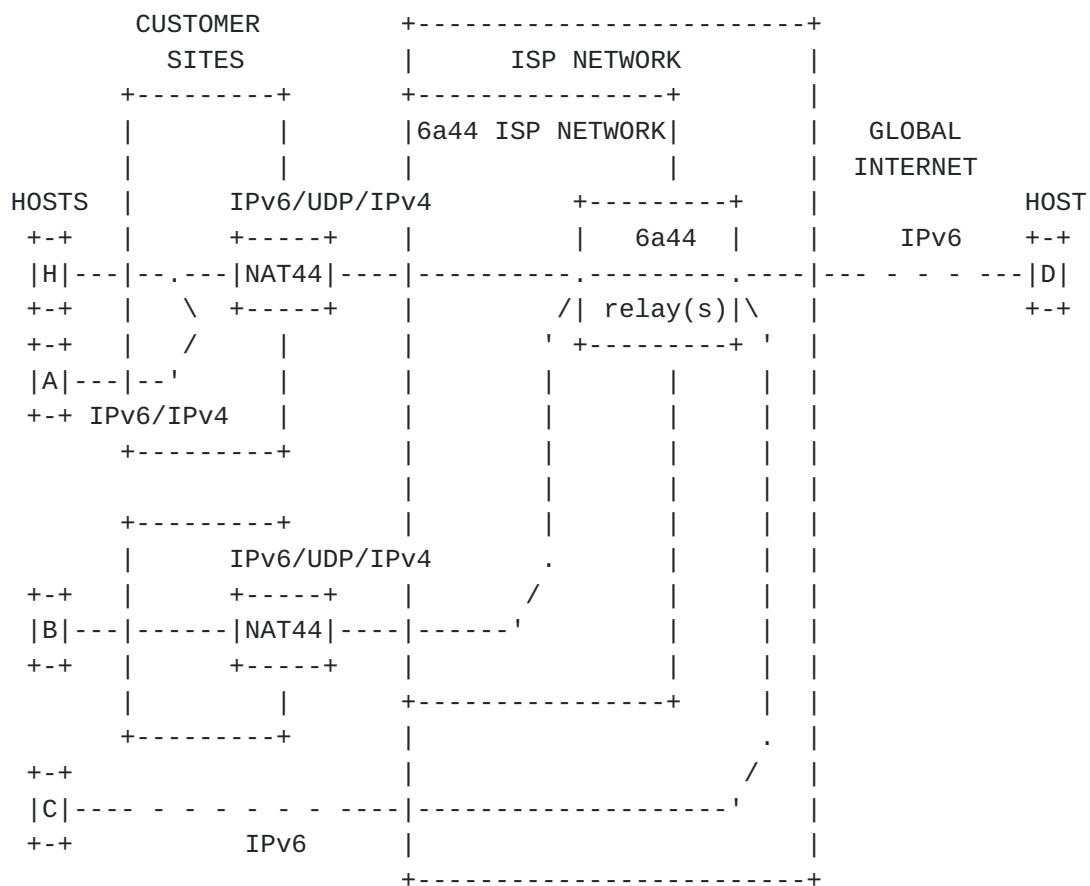 CUSTOMER
SITES ISP NETWORK
6a44 ISP NETWORK GLOBAL
INTERNET
HOSTS IPv6/UDP/IPv4 HOST
6a44 IPv6
H NAT44 D
relay(s)
A
IPv6/IPv4
IPv6/UDP/IPv4
B NAT44
C
IPv6